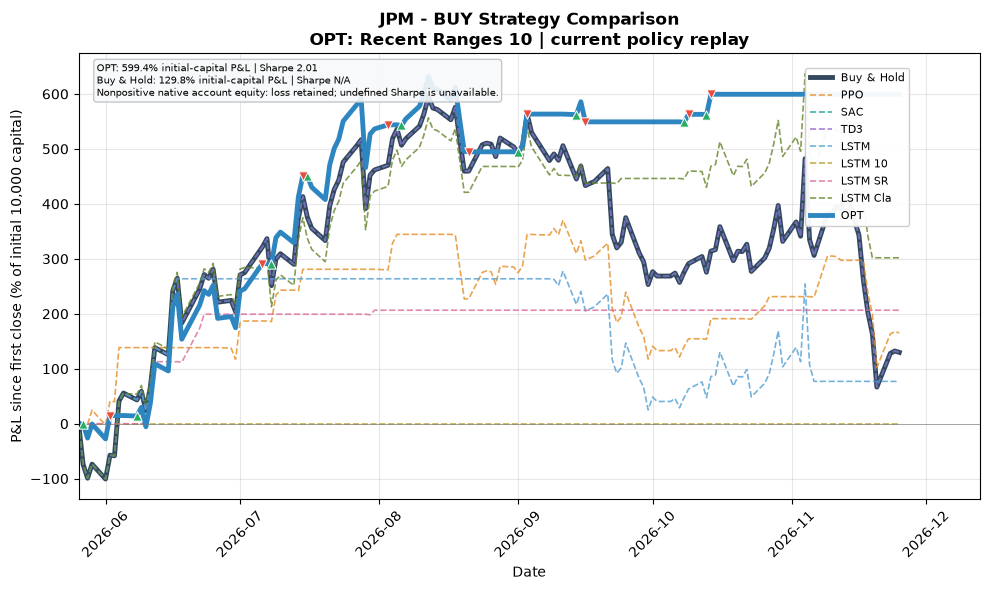 JPM - BUY Strategy Comparison
OPT: Recent Ranges 10 | current policy replay
OPT: 599.4% initial-capital P&L | Sharpe 2.01
Buy & Hold: 129.8% initial-capital P&L | Sharpe N/A
Nonpositive native account equity: loss retained; undefined Sharpe is unavailable.
Buy & Hold
PPO
SAC
TD3
LSTM
LSTM 10
LSTM SR
LSTM Cla
OPT
P&L since first close (% of initial 10,000 capital)
600
500
400
300
200
100
0
−100
2026-06
2026-07
2026-08
2026-09
2026-10
2026-11
2026-12
Date